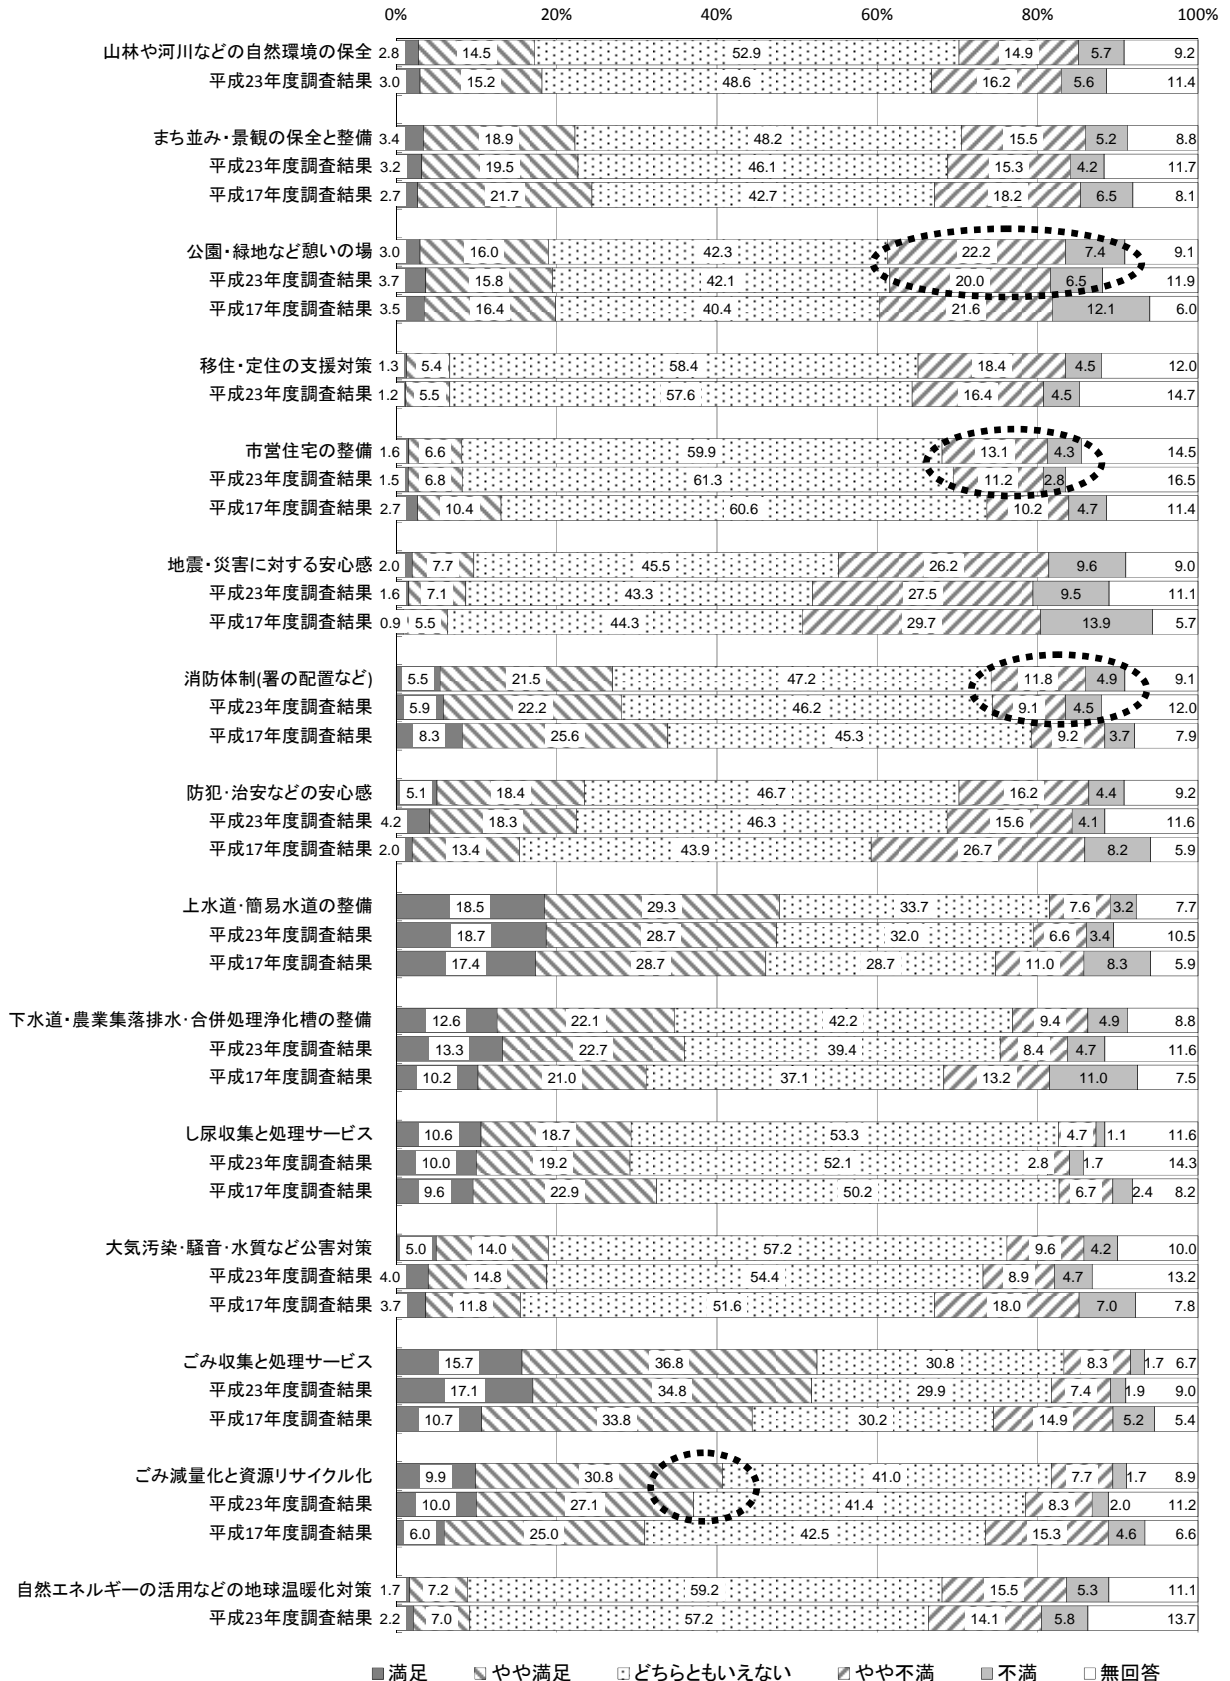 0% 20% 40% 60% 80% 100%
山林や河川などの自然環境の保全 2.8 14.5 52.9 14.9 5.7 9.2
平成23年度調査結果 3.0 15.2 48.6 16.2 5.6 11.4
まち並み・景観の保全と整備 3.4 18.9 48.2 15.5 5.2 8.8
平成23年度調査結果 3.2 19.5 46.1 15.3 4.2 11.7
平成17年度調査結果 2.7 21.7 42.7 18.2 6.5 8.1
公園・緑地など憩いの場 3.0 16.0 42.3 22.2 7.4 9.1
平成23年度調査結果 3.7 15.8 42.1 20.0 6.5 11.9
平成17年度調査結果 3.5 16.4 40.4 21.6 12.1 6.0
移住・定住の支援対策 1.3 5.4 58.4 18.4 4.5 12.0
平成23年度調査結果 1.2 5.5 57.6 16.4 4.5 14.7
市営住宅の整備 1.6 6.6 59.9 13.1 4.3 14.5
平成23年度調査結果 1.5 6.8 61.3 11.2 2.8 16.5
平成17年度調査結果 2.7 10.4 60.6 10.2 4.7 11.4
地震・災害に対する安心感 2.0 7.7 45.5 26.2 9.6 9.0
平成23年度調査結果 1.6 7.1 43.3 27.5 9.5 11.1
平成17年度調査結果 0.9 5.5 44.3 29.7 13.9 5.7
消防体制(署の配置など) 5.5 21.5 47.2 11.8 4.9 9.1
平成23年度調査結果 5.9 22.2 46.2 9.1 4.5 12.0
平成17年度調査結果 8.3 25.6 45.3 9.2 3.7 7.9
防犯・治安などの安心感 5.1 18.4 46.7 16.2 4.4 9.2
平成23年度調査結果 4.2 18.3 46.3 15.6 4.1 11.6
平成17年度調査結果 2.0 13.4 43.9 26.7 8.2 5.9
上水道・簡易水道の整備 18.5 29.3 33.7 7.6 3.2 7.7
平成23年度調査結果 18.7 28.7 32.0 6.6 3.4 10.5
平成17年度調査結果 17.4 28.7 28.7 11.0 8.3 5.9
下水道・農業集落排水・合併処理浄化槽の整備 12.6 22.1 42.2 9.4 4.9 8.8
平成23年度調査結果 13.3 22.7 39.4 8.4 4.7 11.6
平成17年度調査結果 10.2 21.0 37.1 13.2 11.0 7.5
し尿収集と処理サービス 10.6 18.7 53.3 4.7 1.1 11.6
平成23年度調査結果 10.0 19.2 52.1 2.8 1.7 14.3
平成17年度調査結果 9.6 22.9 50.2 6.7 2.4 8.2
大気汚染・騒音・水質など公害対策 5.0 14.0 57.2 9.6 4.2 10.0
平成23年度調査結果 4.0 14.8 54.4 8.9 4.7 13.2
平成17年度調査結果 3.7 11.8 51.6 18.0 7.0 7.8
ごみ収集と処理サービス 15.7 36.8 30.8 8.3 1.7 6.7
平成23年度調査結果 17.1 34.8 29.9 7.4 1.9 9.0
平成17年度調査結果 10.7 33.8 30.2 14.9 5.2 5.4
ごみ減量化と資源リサイクル化 9.9 30.8 41.0 7.7 1.7 8.9
平成23年度調査結果 10.0 27.1 41.4 8.3 2.0 11.2
平成17年度調査結果 6.0 25.0 42.5 15.3 4.6 6.6
自然エネルギーの活用などの地球温暖化対策 1.7 7.2 59.2 15.5 5.3 11.1
平成23年度調査結果 2.2 7.0 57.2 14.1 5.8 13.7
満足 やや満足 どちらともいえない やや不満 不満 無回答